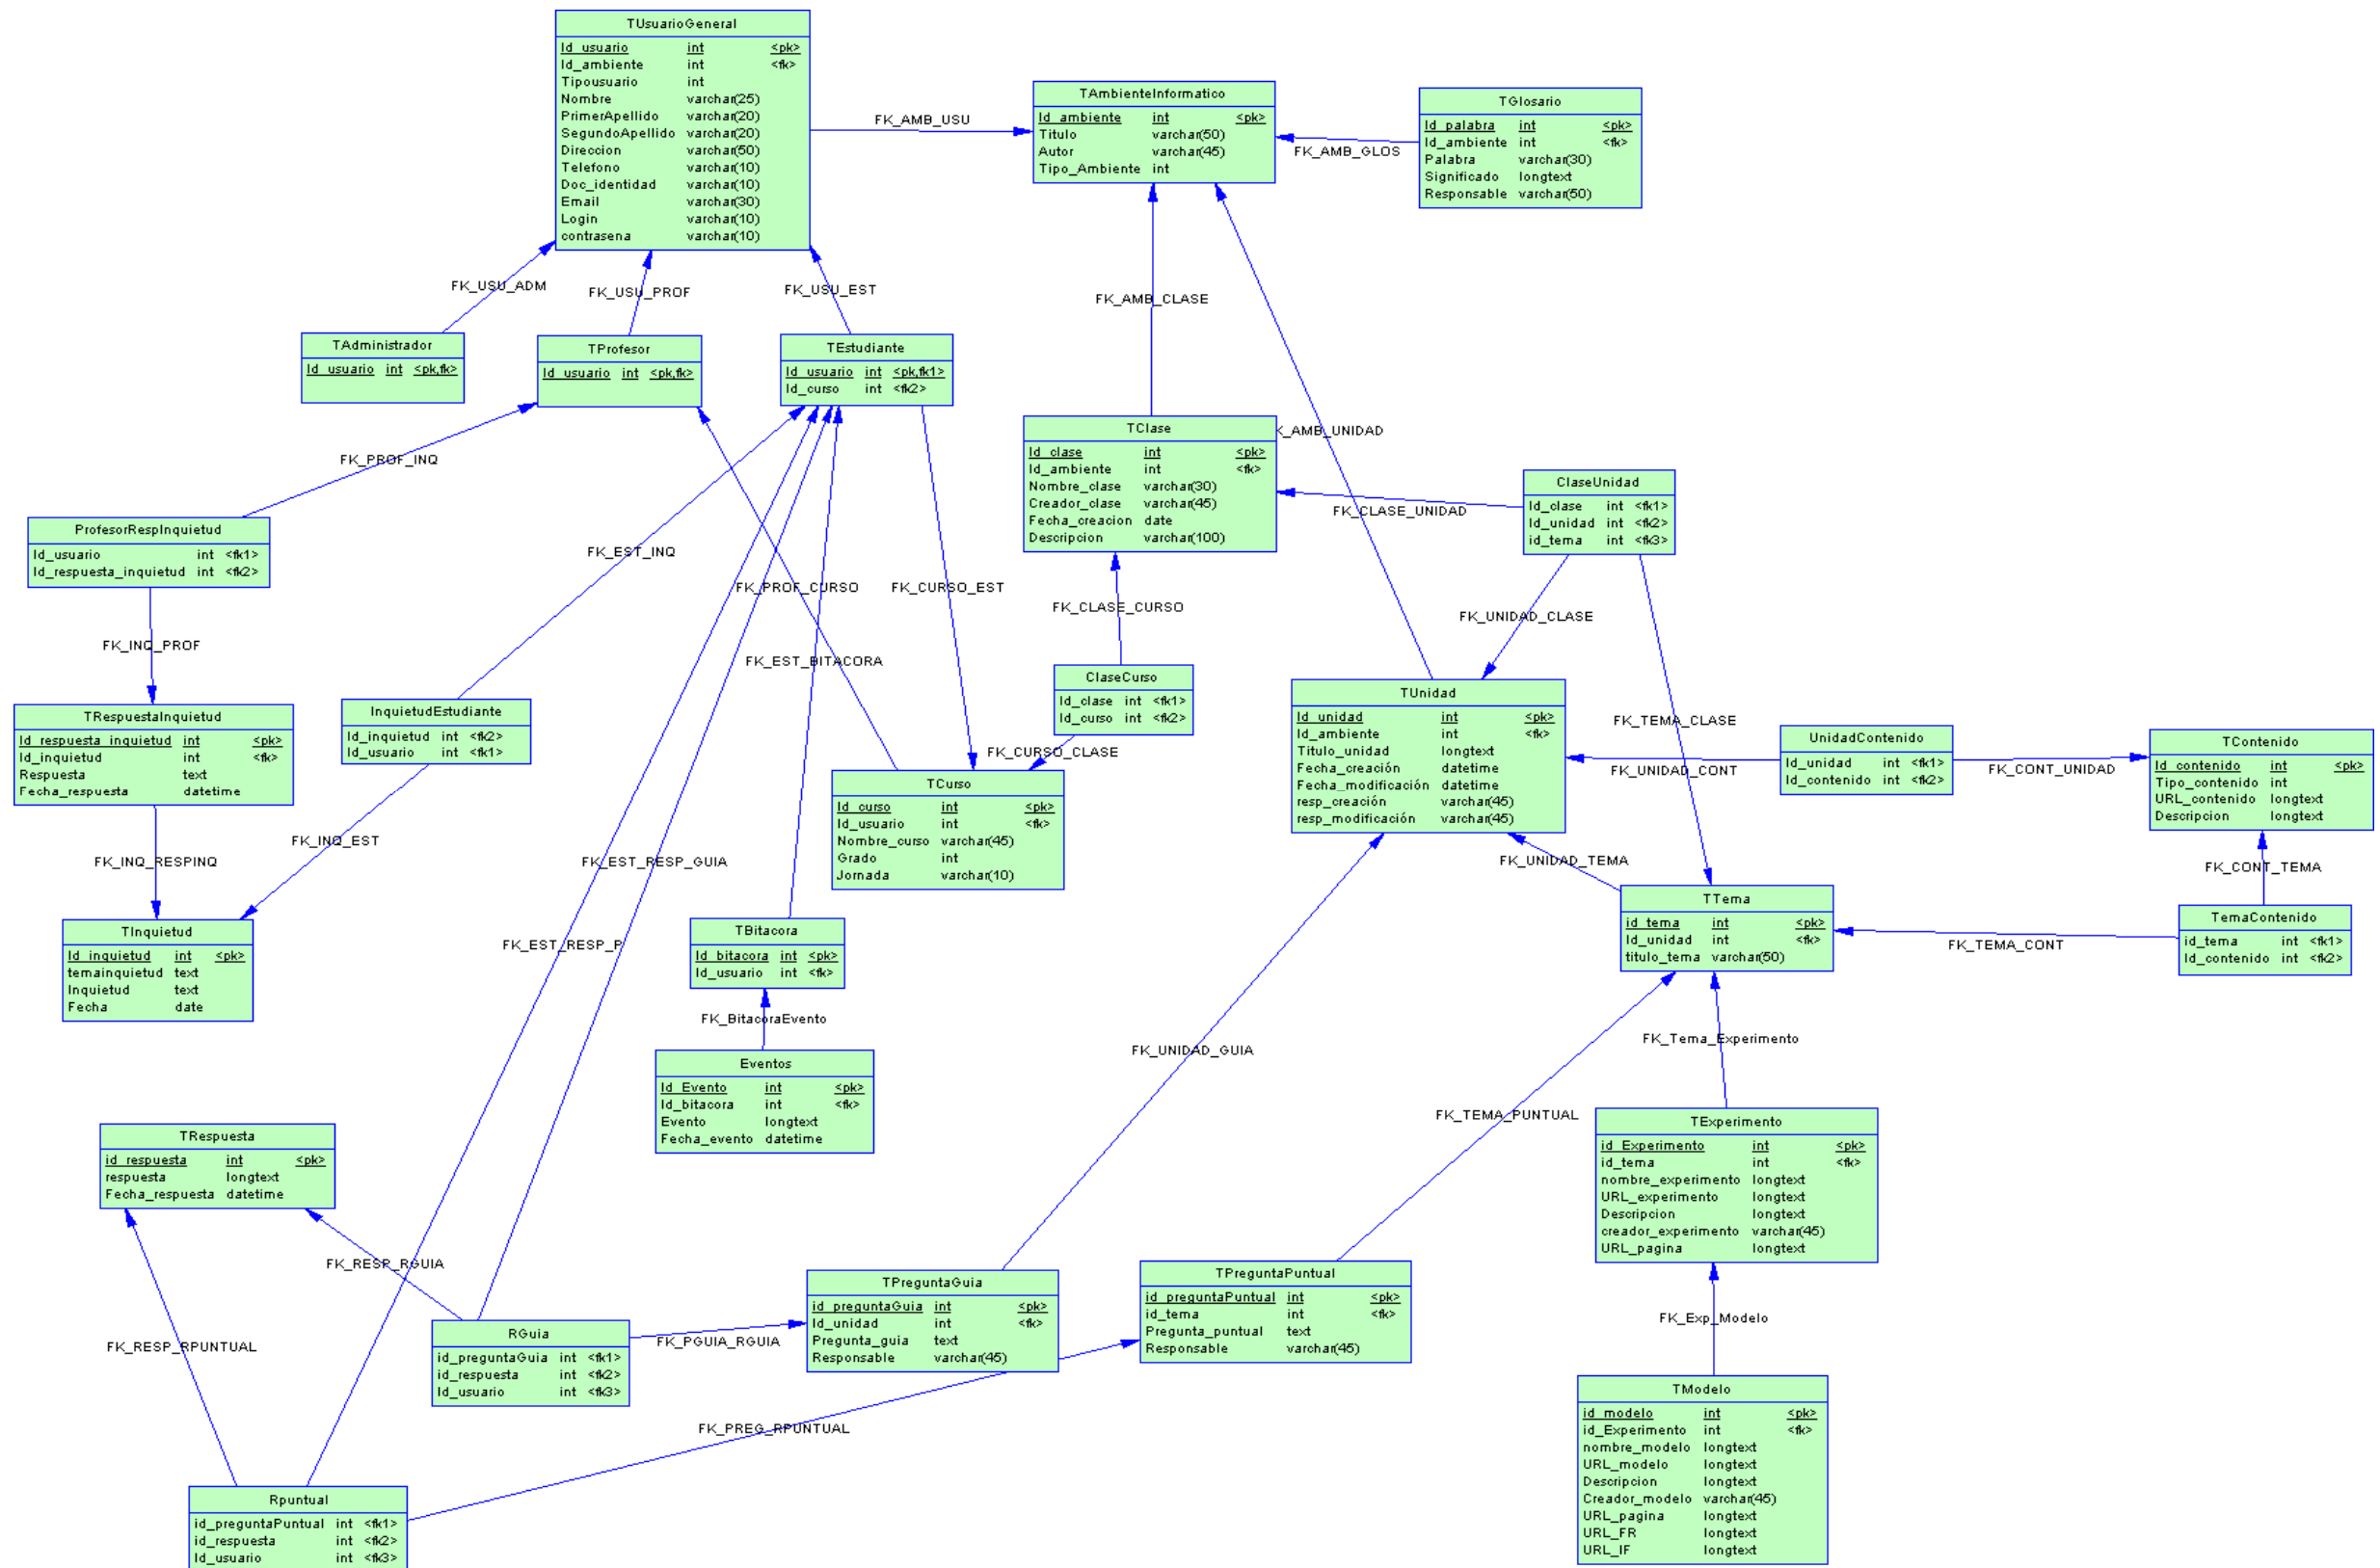 TUsuarioGeneral
Id_usuario int <pk>
Id_ambiente int <fk>
Tipousuario int
Nombre varchar(25)
PrimerApellido varchar(20)
SegundoApellido varchar(20)
Direccion varchar(50)
Telefono varchar(10)
Doc_identidad varchar(10)
Email varchar(30)
Login varchar(10)
contrasena varchar(10)
FK_AMB_USU
TAmbienteInformatico
Id_ambiente int <pk>
Titulo varchar(50)
Autor varchar(45)
Tipo_Ambiente int
FK_AMB_GLOS
TGlosario
Id_palabra int <pk>
Id_ambiente int <fk>
Palabra varchar(30)
Significado longtext
Responsable varchar(50)
FK_USU_ADM
FK_USU_PROF
FK_USU_EST
FK_AMB_CLASE
TAdministrador
Id_usuario int <pk,fk>
TProfesor
Id_usuario int <pk,fk>
TEstudiante
Id_usuario int <pk,fk1>
Id_curso int <fk2>
TClase
Id_clase int <pk>
Id_ambiente int <fk>
Nombre_clase varchar(30)
Creador_clase varchar(45)
Fecha_creacion date
Descripcion varchar(100)
K_AMB_UNIDAD
ClaseUnidad
Id_clase int <fk1>
Id_unidad int <fk2>
id_tema int <fk3>
FK_CLASE_UNIDAD
FK_PROF_INQ
ProfesorRespInquietud
Id_usuario int <fk1>
Id_respuesta_inquietud int <fk2>
FK_EST_INQ
FK_PROF_CURSO
FK_CURSO_EST
FK_CLASE_CURSO
FK_UNIDAD_CLASE
FK_INQ_PROF
FK_EST_BITACORA
ClaseCurso
Id_clase int <fk1>
Id_curso int <fk2>
FK_CURSO_CLASE
TUnidad
Id_unidad int <pk>
Id_ambiente int <fk>
Titulo_unidad longtext
Fecha_creación datetime
Fecha_modificación datetime
resp_creación varchar(45)
resp_modificación varchar(45)
FK_TEMA_CLASE
UnidadContenido
Id_unidad int <fk1>
Id_contenido int <fk2>
FK_UNIDAD_CONT
FK_CONT_UNIDAD
TContenido
Id_contenido int <pk>
Tipo_contenido int
URL_contenido longtext
Descripcion longtext
TRespuestaInquietud
Id_respuesta_inquietud int <pk>
Id_inquietud int <fk>
Respuesta text
Fecha_respuesta datetime
InquietudEstudiante
Id_inquietud int <fk2>
Id_usuario int <fk1>
TCurso
Id_curso int <pk>
Id_usuario int <fk>
Nombre_curso varchar(45)
Grado int
Jornada varchar(10)
FK_INQ_RESPINQ
FK_INQ_EST
FK_EST_RESP_GUIA
FK_UNIDAD_TEMA
FK_CONT_TEMA
TInquietud
Id_inquietud int <pk>
temainquietud text
Inquietud text
Fecha date
FK_EST_RESP_P
TBitacora
Id_bitacora int <pk>
Id_usuario int <fk>
TTema
id_tema int <pk>
Id_unidad int <fk>
titulo_tema varchar(50)
FK_TEMA_CONT
TemaContenido
id_tema int <fk1>
Id_contenido int <fk2>
FK_BitacoraEvento
FK_UNIDAD_GUIA
FK_Tema_Experimento
Eventos
Id_Evento int <pk>
Id_bitacora int <fk>
Evento longtext
Fecha_evento datetime
FK_TEMA_PUNTUAL
TExperimento
id_Experimento int <pk>
id_tema int <fk>
nombre_experimento longtext
URL_experimento longtext
Descripcion longtext
creador_experimento varchar(45)
URL_pagina longtext
TRespuesta
id_respuesta int <pk>
respuesta longtext
Fecha_respuesta datetime
FK_RESP_RGUIA
FK_RESP_RPUNTUAL
RGuia
id_preguntaGuia int <fk1>
id_respuesta int <fk2>
Id_usuario int <fk3>
FK_PGUIA_RGUIA
TPreguntaGuia
id_preguntaGuia int <pk>
Id_unidad int <fk>
Pregunta_guia text
Responsable varchar(45)
TPreguntaPuntual
id_preguntaPuntual int <pk>
id_tema int <fk>
Pregunta_puntual text
Responsable varchar(45)
FK_Exp_Modelo
FK_PREG_RPUNTUAL
TModelo
id_modelo int <pk>
id_Experimento int <fk>
nombre_modelo longtext
URL_modelo longtext
Descripcion longtext
Creador_modelo varchar(45)
URL_pagina longtext
URL_FR longtext
URL_IF longtext
Rpuntual
id_preguntaPuntual int <fk1>
id_respuesta int <fk2>
Id_usuario int <fk3>